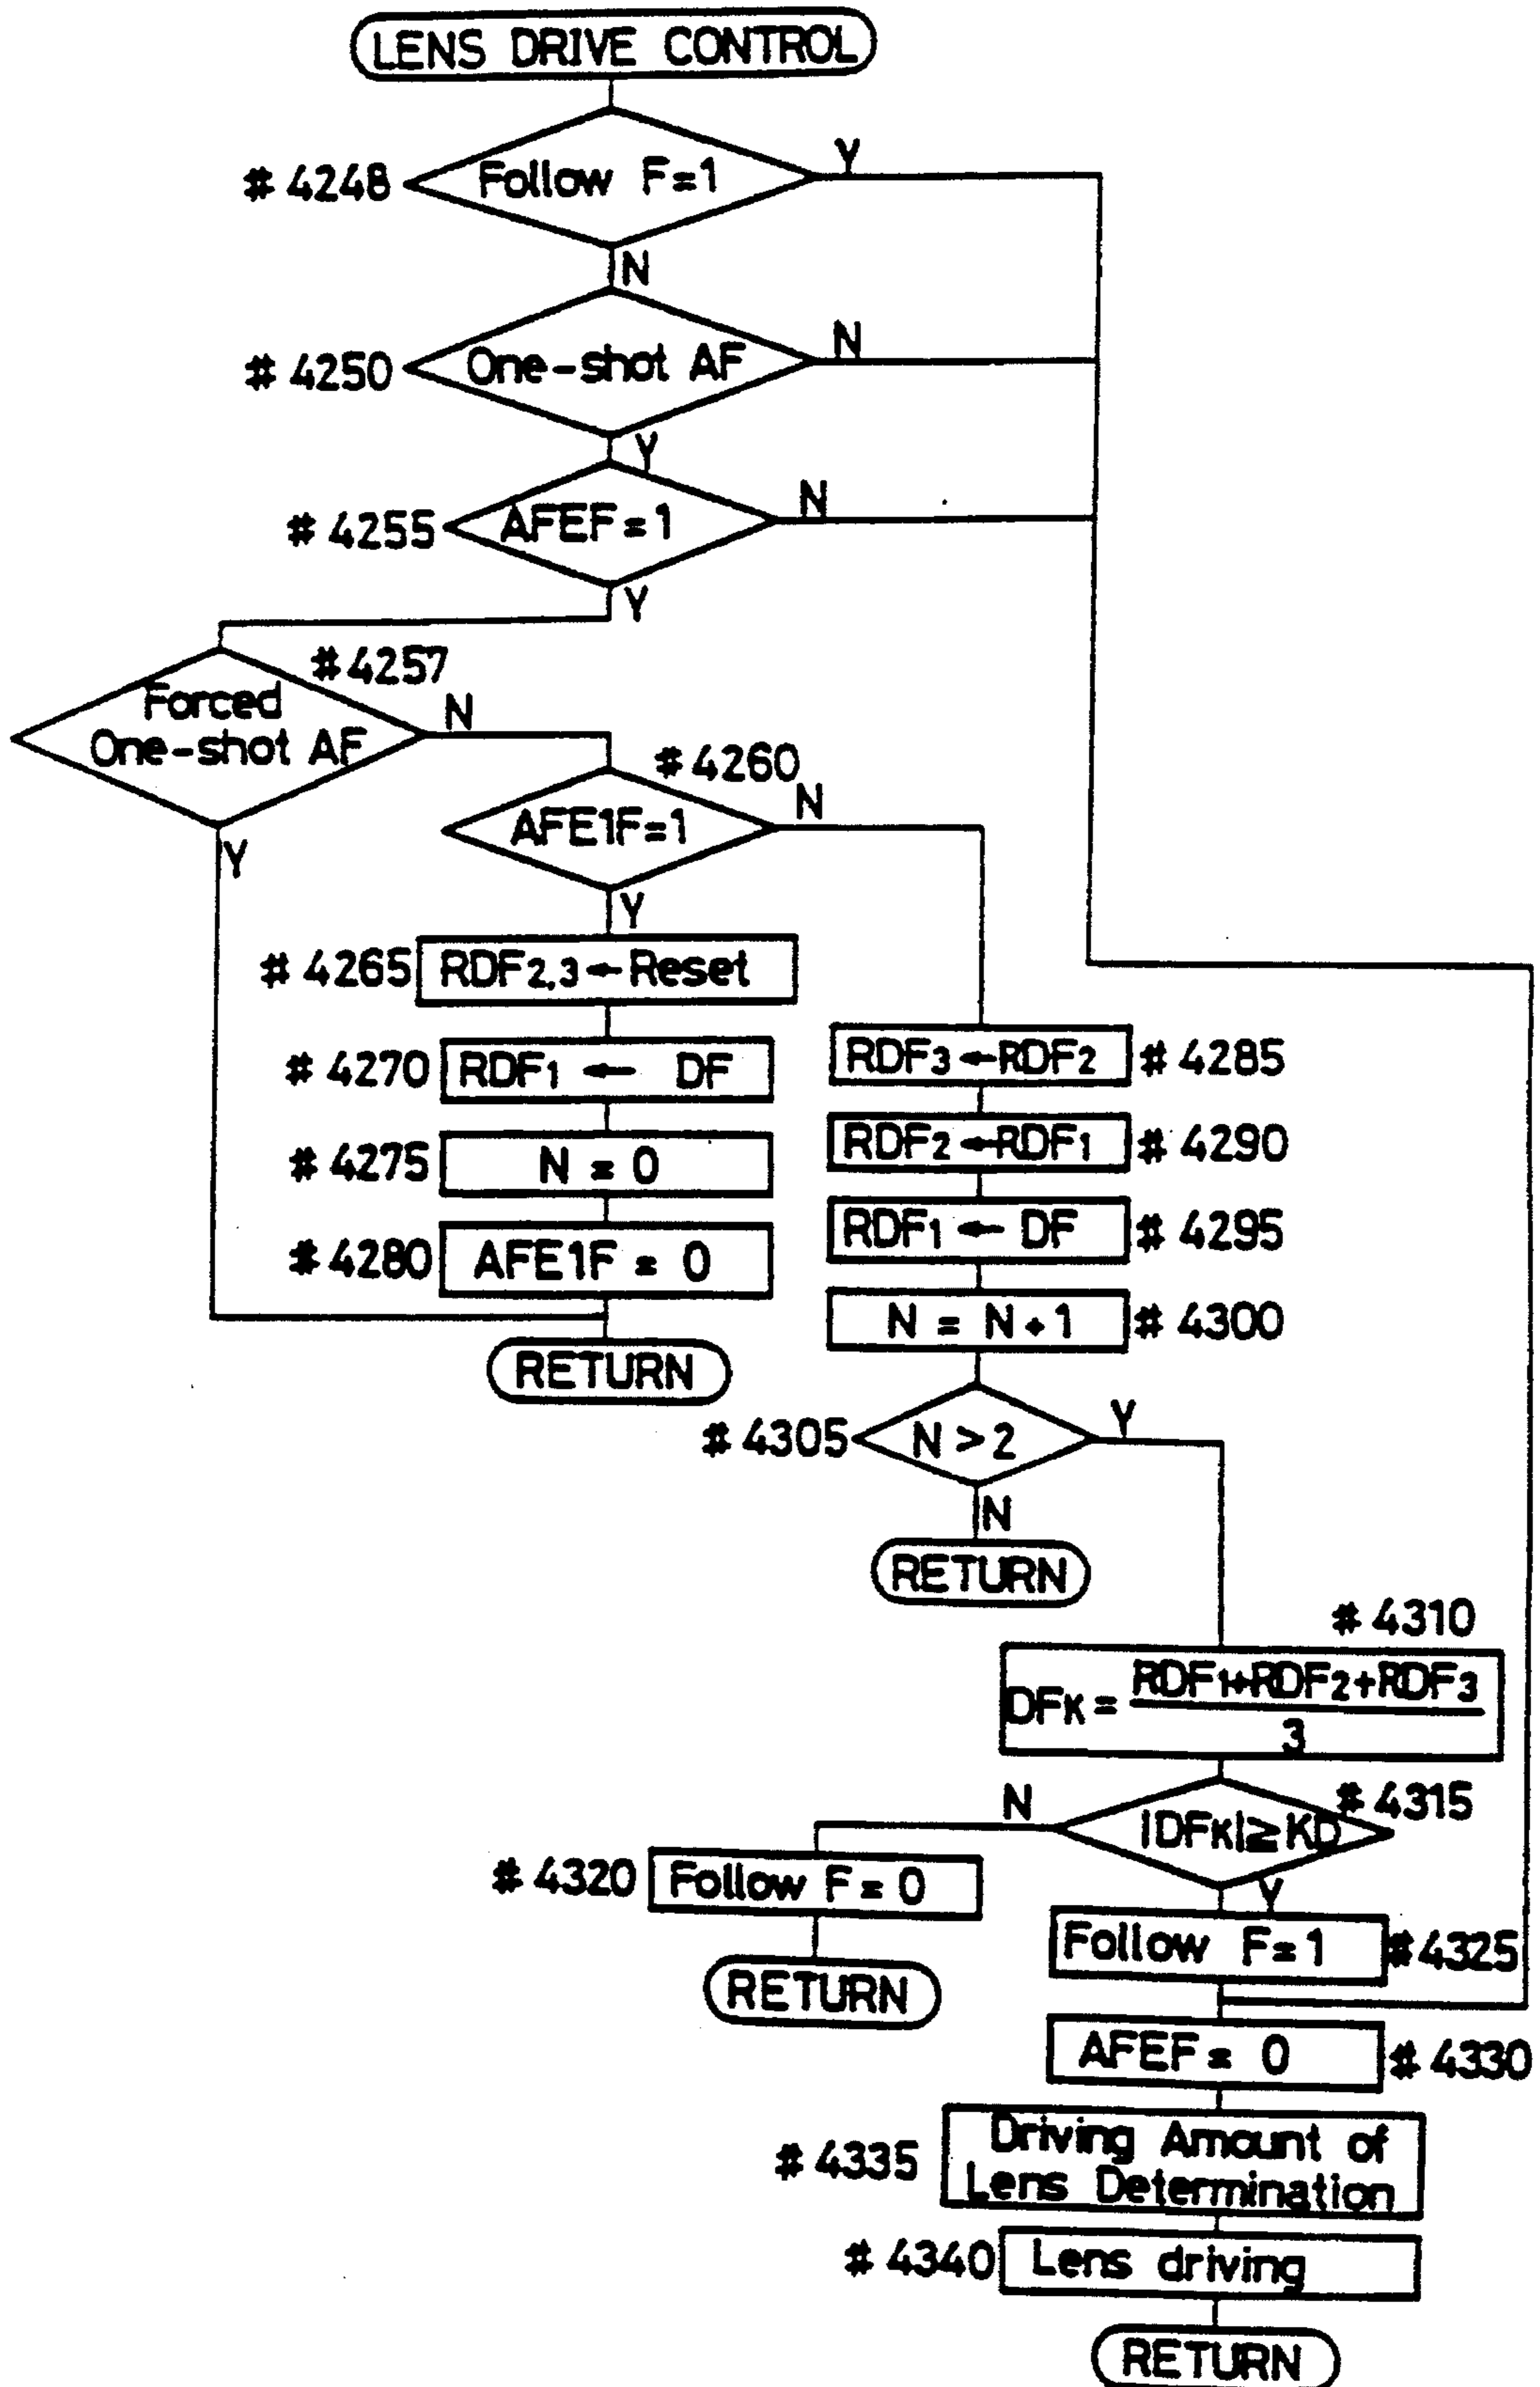 LENS DRIVE CONTROL
# 4248
Follow F=1
Y
N
# 4250
One-shot AF
N
Y
# 4255
AFEF=1
N
Y
# 4257
Forced
One-shot AF
N
Y
# 4260
AFE1F=1
N
Y
# 4265
RDF2,3←Reset
# 4270
RDF1 ← DF
# 4275
N = 0
# 4280
AFE1F = 0
RETURN
RDF3←RDF2
# 4285
RDF2←RDF1
# 4290
RDF1← DF
# 4295
N = N+1
# 4300
# 4305
N > 2
Y
N
RETURN
# 4310
DFK = RDF1+RDF2+RDF3
3
# 4315
|DFK|≥KD
N
Y
# 4320
Follow F = 0
RETURN
Follow F=1
#4325
AFEF = 0
# 4330
# 4335
Driving Amount of
Lens Determination
# 4340
Lens driving
RETURN